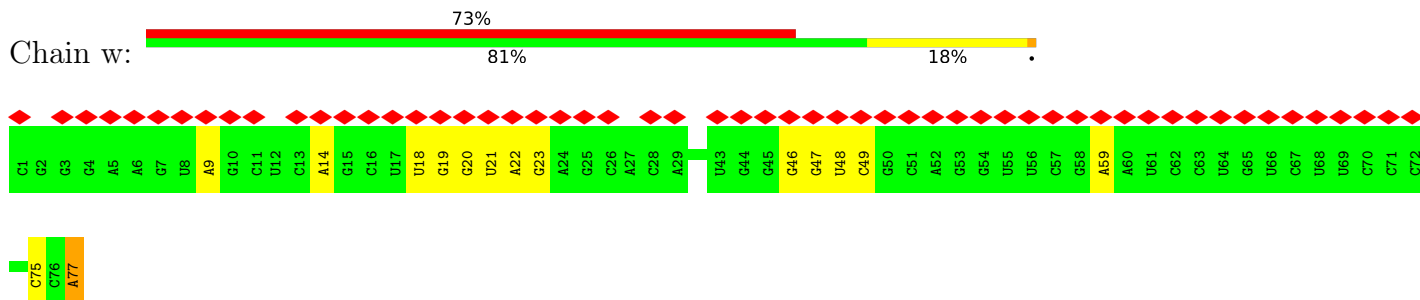 73%
Chain w:
81% 18% •
C1 G2 G3 G4 A5 A6 G7 U8 A9 G10 C11 U12 C13 A14 G15 C16 U17 U18 G19 G20 U21 A22 G23 A24 G25 C26 A27 C28 A29 U43 G44 G45 G46 G47 U48 C49 G50 C51 A52 G53 G54 U55 U56 C57 G58 A59 A60 U61 C62 C63 U64 G65 U66 C67 U68 U69 C70 C71 C72
C75 C76 A77